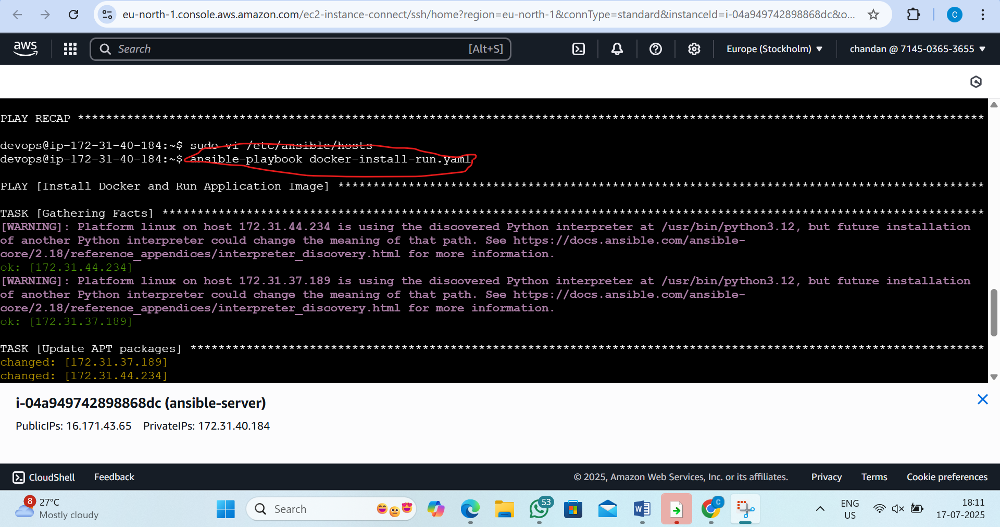 eu-north-1.console.aws.amazon.com/ec2-instance-connect/ssh/home?region=eu-north-1&connType=standard&instanceId=i-04a949742898868dc&o...
C
aws
Search
[Alt+S]
Europe (Stockholm)
chandan @ 7145-0365-3655
PLAY RECAP *********************************************************************************************************************************
devops@ip-172-31-40-184:~$ sudo vi /etc/ansible/hosts
devops@ip-172-31-40-184:~$ ansible-playbook docker-install-run.yaml
PLAY [Install Docker and Run Application Image] ********************************************************************************************
TASK [Gathering Facts] *********************************************************************************************************************
[WARNING]: Platform linux on host 172.31.44.234 is using the discovered Python interpreter at /usr/bin/python3.12, but future installation
of another Python interpreter could change the meaning of that path. See https://docs.ansible.com/ansible-
core/2.18/reference_appendices/interpreter_discovery.html for more information.
ok: [172.31.44.234]
[WARNING]: Platform linux on host 172.31.37.189 is using the discovered Python interpreter at /usr/bin/python3.12, but future installation
of another Python interpreter could change the meaning of that path. See https://docs.ansible.com/ansible-
core/2.18/reference_appendices/interpreter_discovery.html for more information.
ok: [172.31.37.189]
TASK [Update APT packages] *****************************************************************************************************************
changed: [172.31.37.189]
changed: [172.31.44.234]
i-04a949742898868dc (ansible-server)
PublicIPs: 16.171.43.65 PrivateIPs: 172.31.40.184
CloudShell Feedback
© 2025, Amazon Web Services, Inc. or its affiliates. Privacy Terms Cookie preferences
8
27°C
Mostly cloudy
Search
53
W
C
ENG
US
18:11
17-07-2025